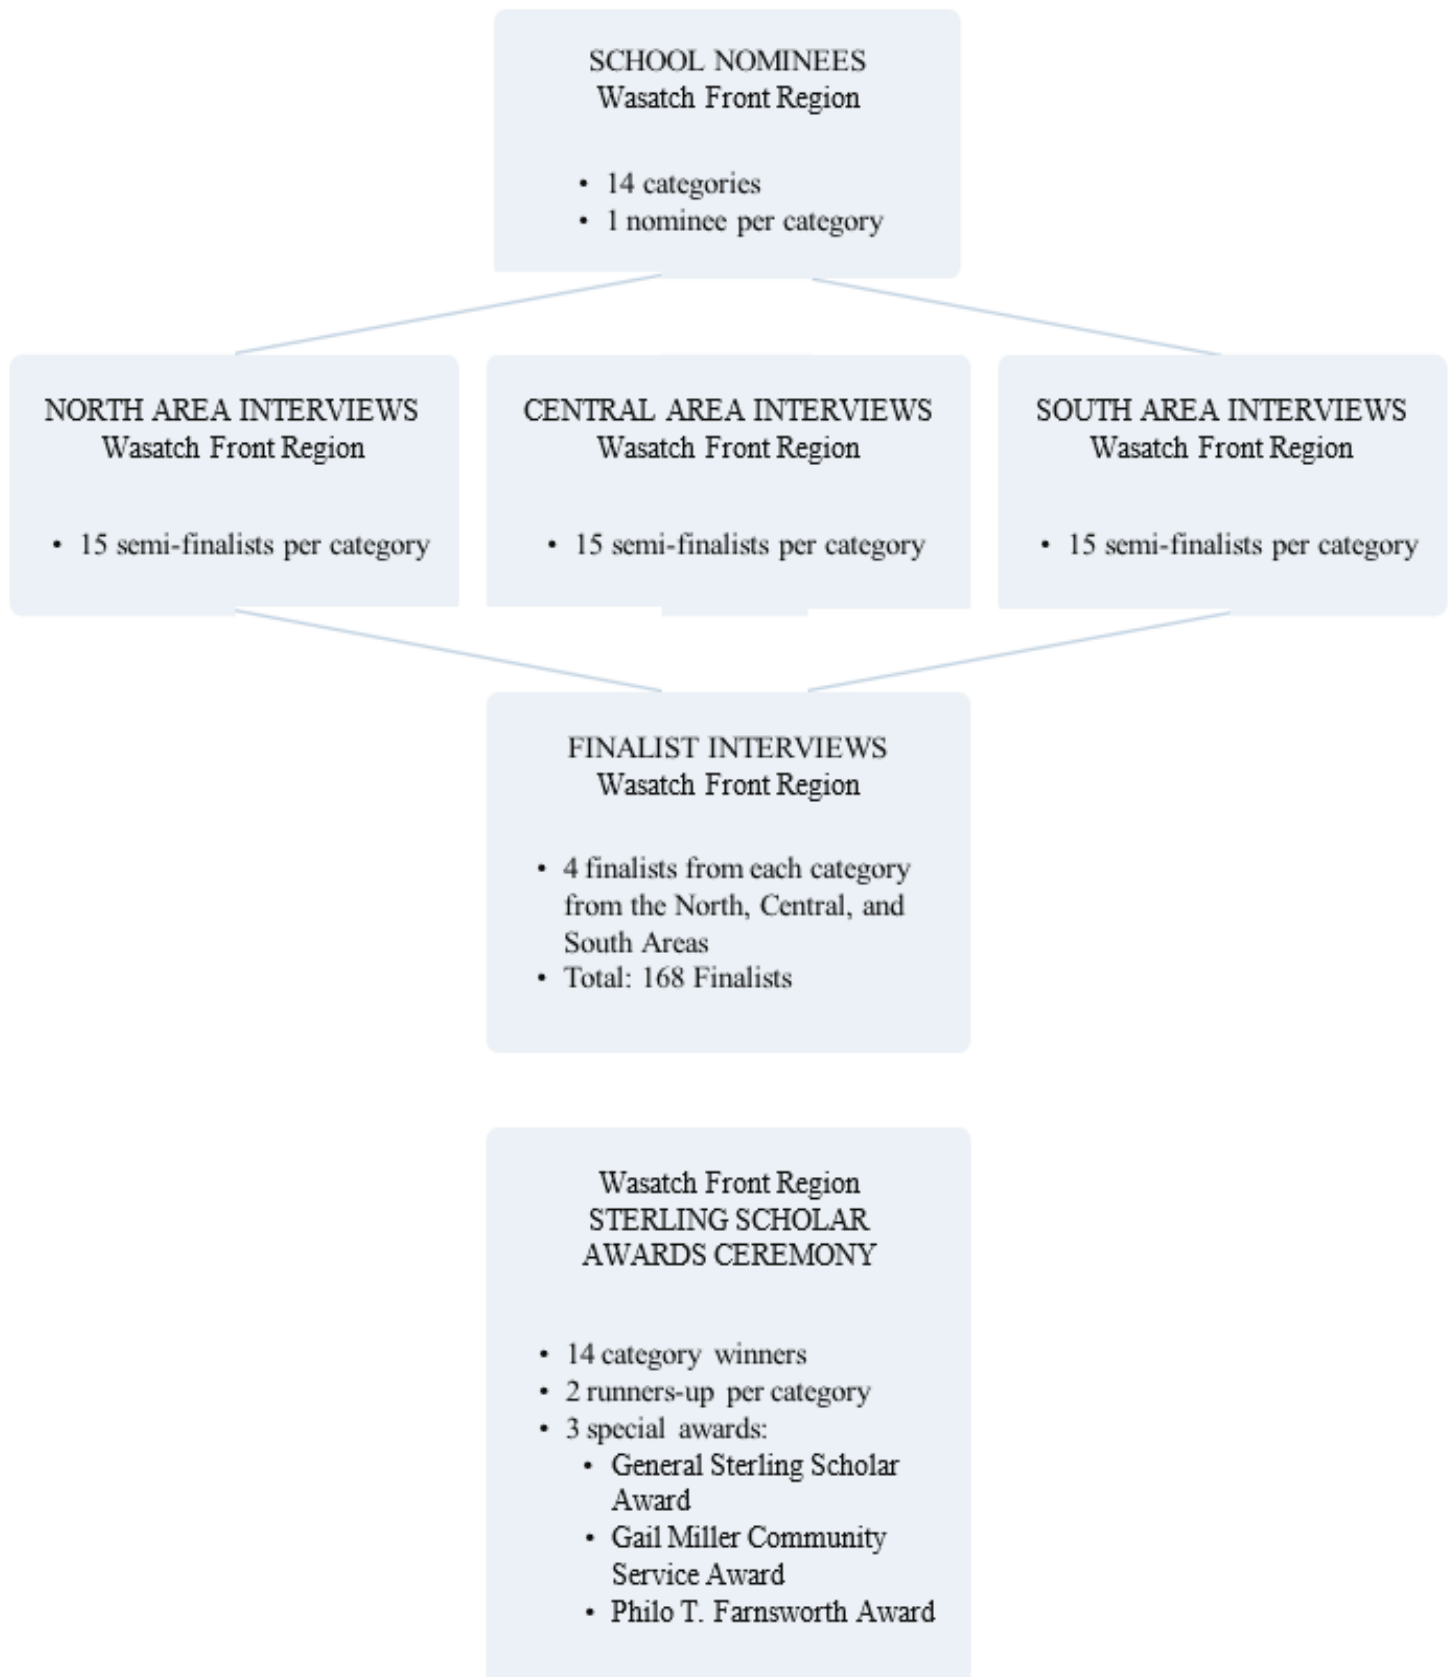 SCHOOL NOMINEES
Wasatch Front Region
• 14 categories
• 1 nominee per category
NORTH AREA INTERVIEWS
Wasatch Front Region
• 15 semi-finalists per category
CENTRAL AREA INTERVIEWS
Wasatch Front Region
• 15 semi-finalists per category
SOUTH AREA INTERVIEWS
Wasatch Front Region
• 15 semi-finalists per category
FINALIST INTERVIEWS
Wasatch Front Region
• 4 finalists from each category
from the North, Central, and
South Areas
• Total: 168 Finalists
Wasatch Front Region
STERLING SCHOLAR
AWARDS CEREMONY
• 14 category winners
• 2 runners-up per category
• 3 special awards:
• General Sterling Scholar
Award
• Gail Miller Community
Service Award
• Philo T. Farnsworth Award